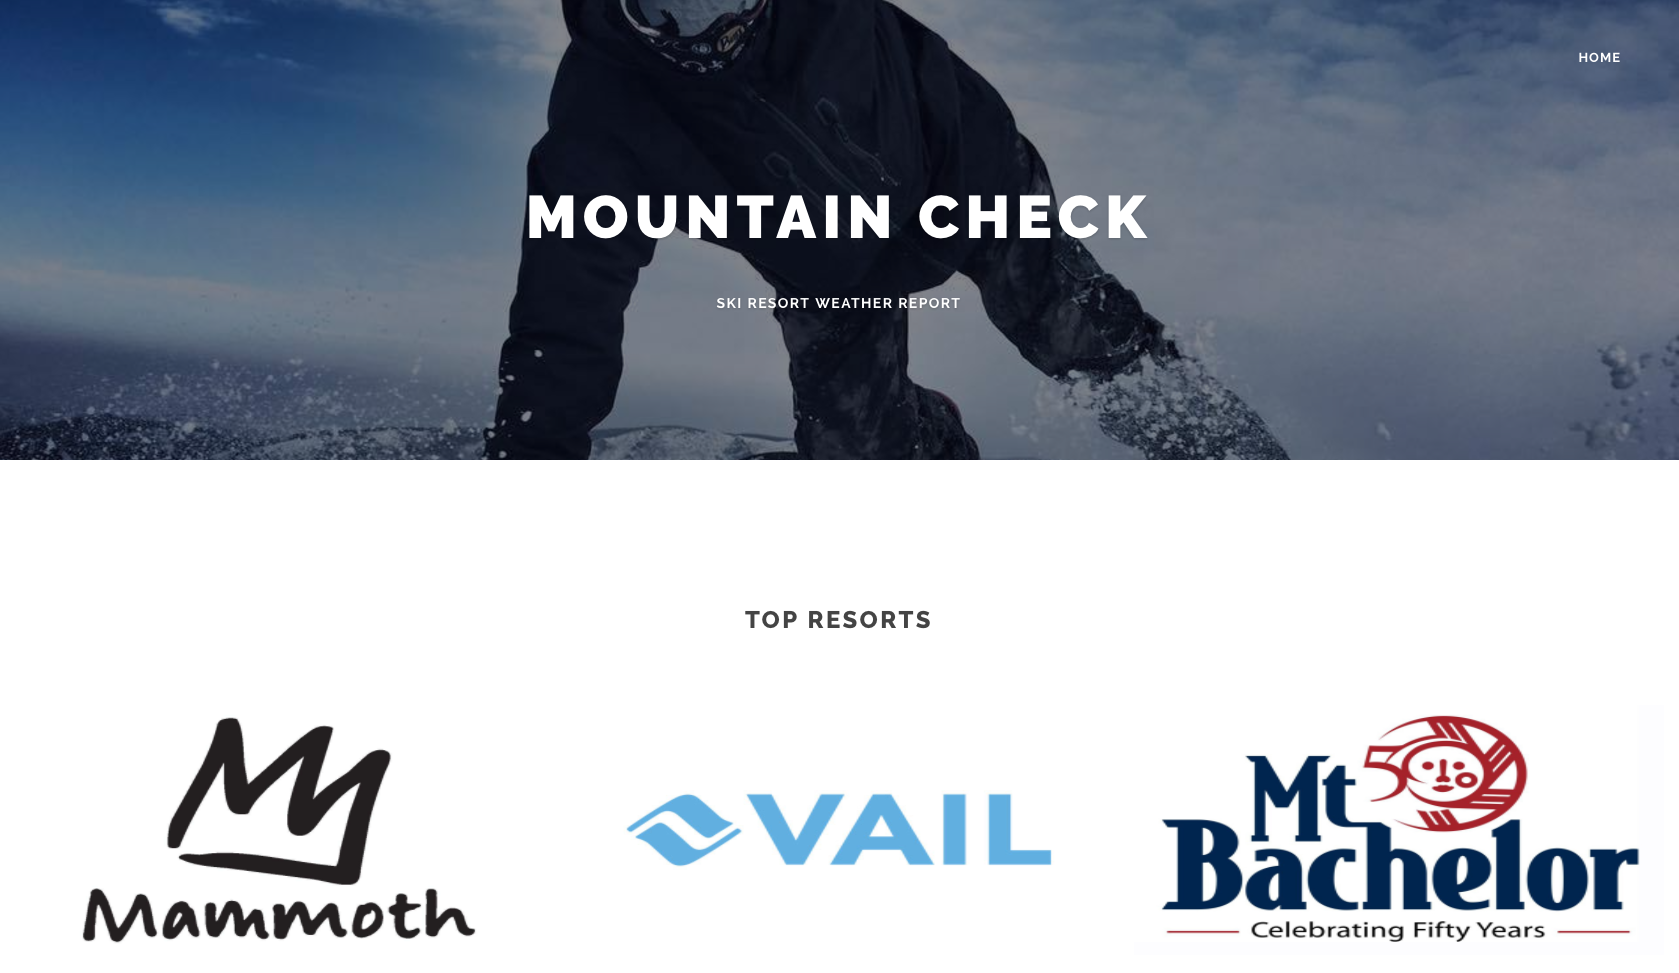 HOME
MOUNTAIN CHECK
SKI RESORT WEATHER REPORT
TOP RESORTS
Mammoth
VAIL
Mt
50
Bachelor
Celebrating Fifty Years